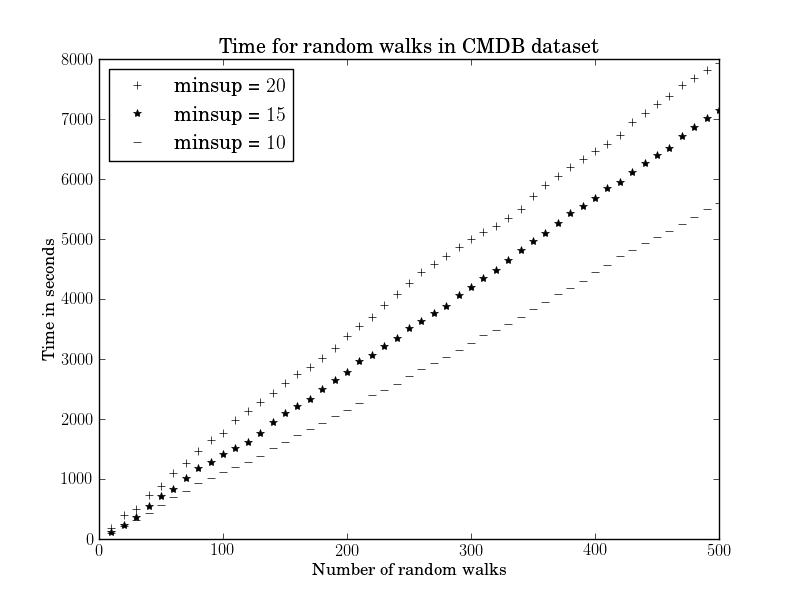 Time for random walks in CMDB dataset
8000
7000
6000
5000
4000
3000
2000
1000
0
minsup = 20
minsup = 15
minsup = 10
Time in seconds
0 100 200 300 400 500
Number of random walks